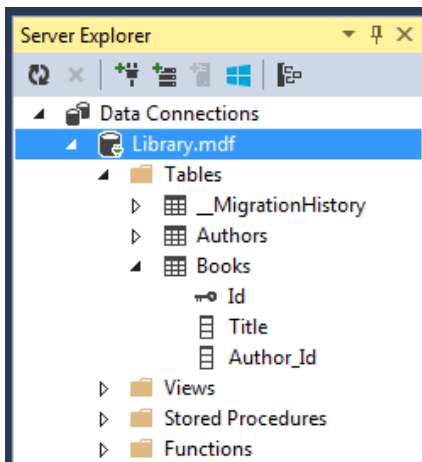 Server Explorer
Data Connections
Library.mdf
Tables
__MigrationHistory
Authors
Books
Id
Title
Author_Id
Views
Stored Procedures
Functions